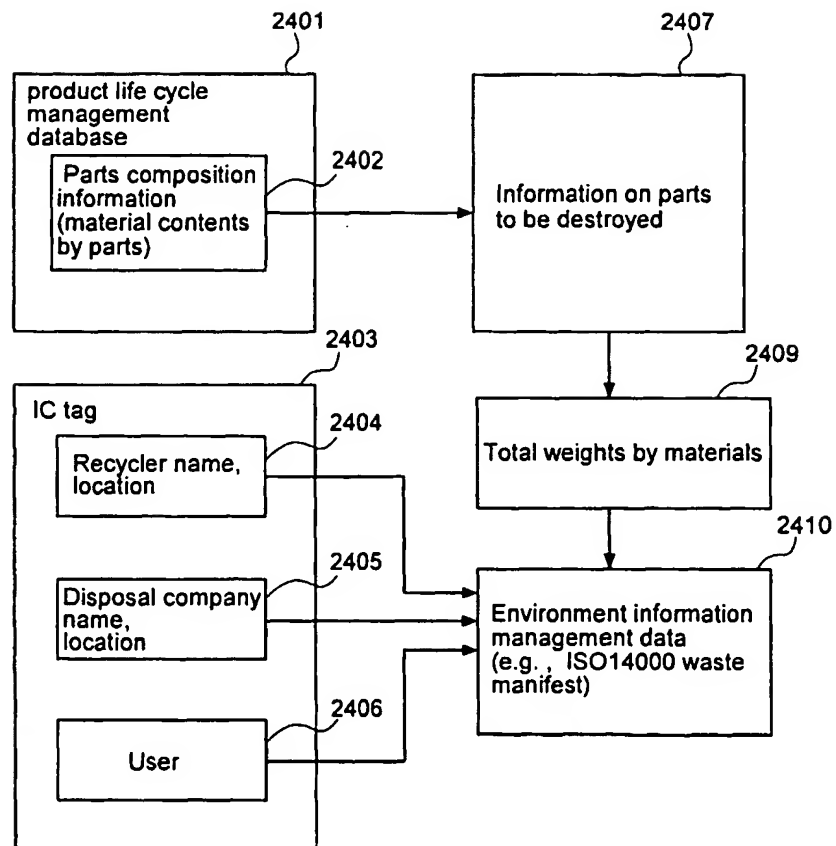 2401
product life cycle
management
database
2402
Parts composition
information
(material contents
by parts)
2407
Information on parts
to be destroyed
2403
IC tag
2404
Recycler name,
location
2405
Disposal company
name,
location
2406
User
2409
Total weights by materials
2410
Environment information
management data
(e.g. , ISO14000 waste
manifest)